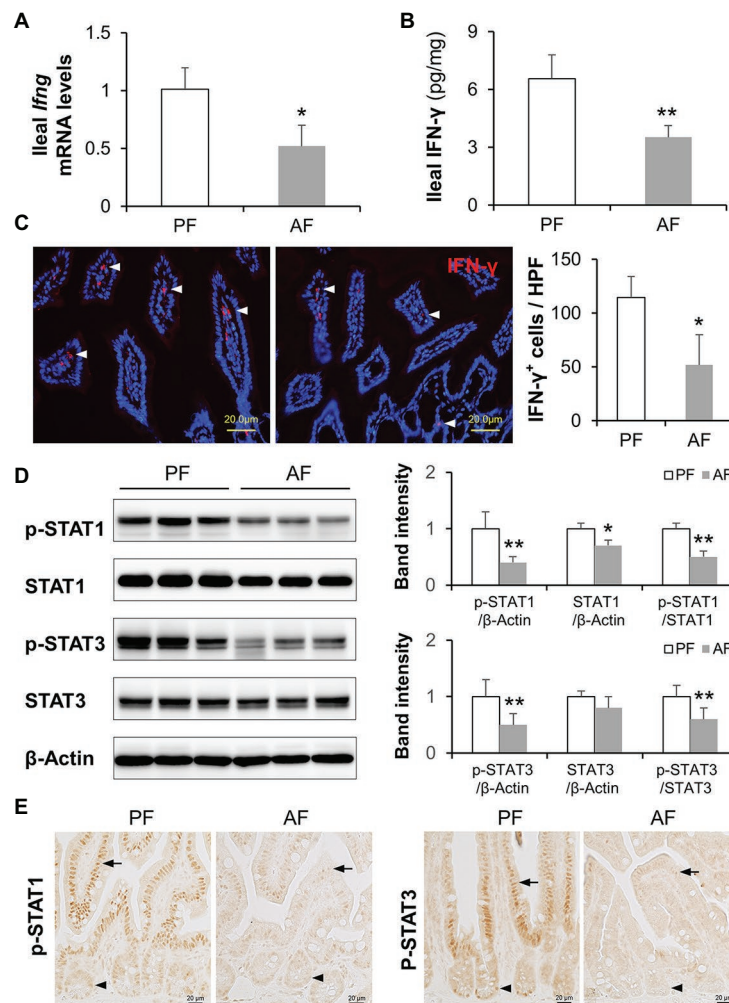 A
Ileal Ifng
mRNA levels
1.5
1
0.5
0
*
PF
AF
B
Ileal IFN-γ (pg/mg)
9
6
3
0
**
PF
AF
C
20.0μm
IFN-γ
20.0μm
IFN-γ+ cells / HPF
150
100
50
0
*
PF
AF
D
PF
AF
p-STAT1
STAT1
p-STAT3
STAT3
β-Actin
Band intensity
2
1
0
PF AF
**
*
**
p-STAT1
/β-Actin
STAT1
/β-Actin
p-STAT1
/STAT1
Band intensity
2
1
0
PF AF
**
**
p-STAT3
/β-Actin
STAT3
/β-Actin
p-STAT3
/STAT3
E
PF
AF
p-STAT1
20 μm
20 μm
PF
AF
P-STAT3
20 μm
20 μm